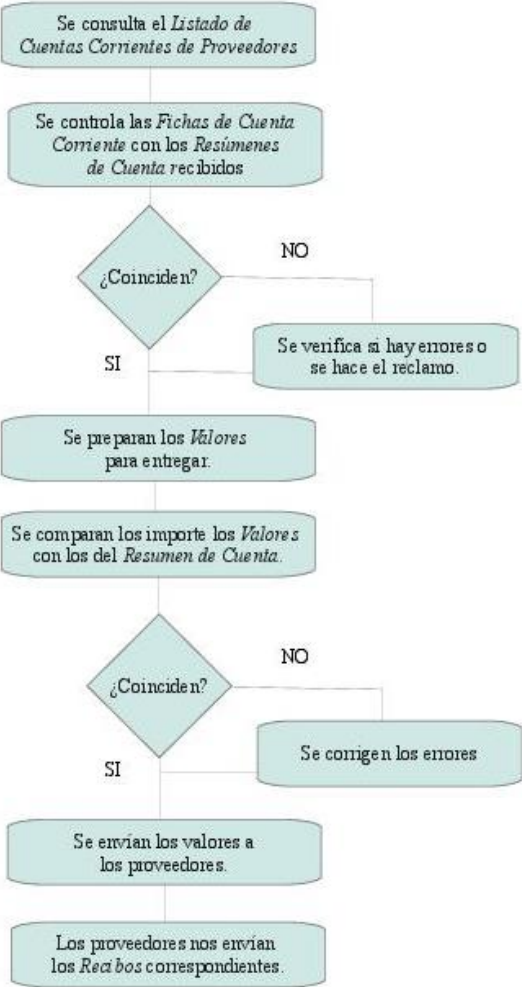 Se consulta el Listado de
Cuentas Corrientes de Proveedores
Se controla las Fichas de Cuenta
Corriente con los Resúmenes
de Cuenta recibidos
¿Coinciden?
NO
Se verifica si hay errores o
se hace el reclamo.
SI
Se preparan los Valores
para entregar.
Se comparan los importe los Valores
con los del Resumen de Cuenta.
¿Coinciden?
NO
Se corrigen los errores
SI
Se envían los valores a
los proveedores.
Los proveedores nos envían
los Recibos correspondientes.